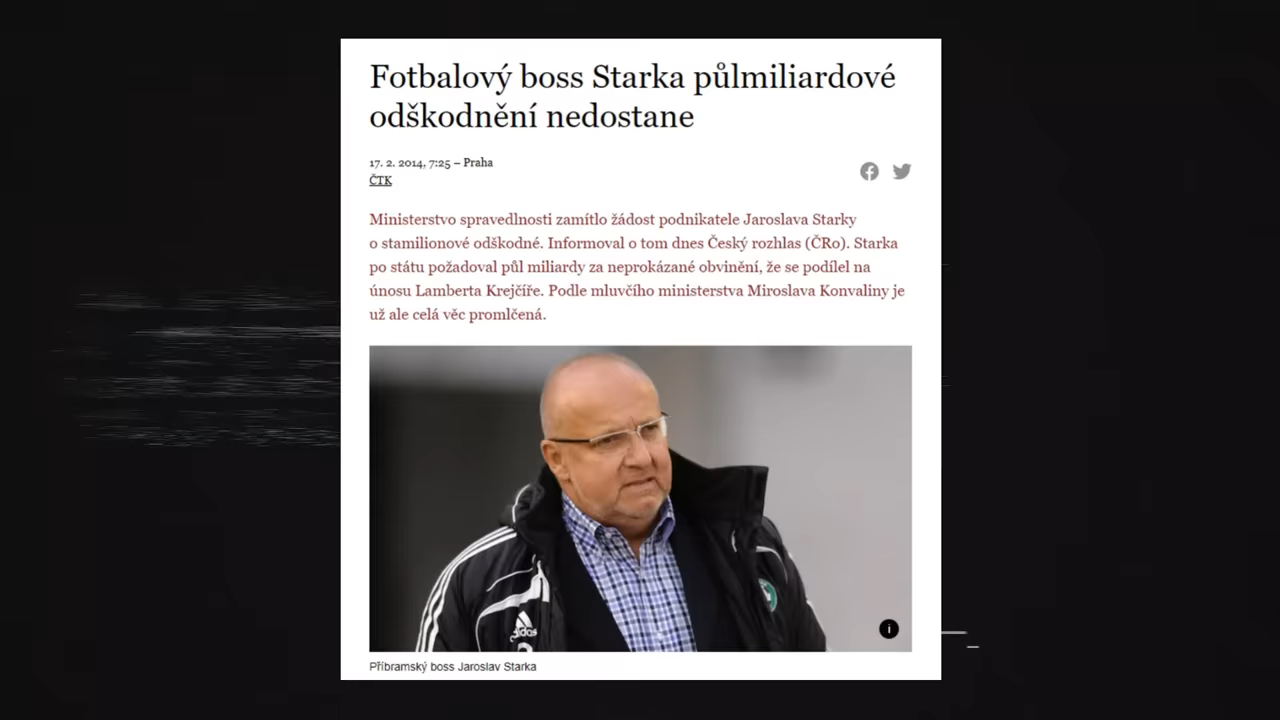 Fotbalový boss Starka půlmiliardové
odškodnění nedostane
17. 2. 2014, 7:25 – Praha
ČTK
Ministerstvo spravedlnosti zamítlo žádost podnikatele Jaroslava Starky
o stamilionové odškodné. Informoval o tom dnes Český rozhlas (ČRo). Starka
po státu požadoval půl miliardy za neprokázané obvinění, že se podílel na
únosu Lamberta Krejčíře. Podle mluvčího ministerstva Miroslava Konvaliny je
už ale celá věc promlčená.
adidas
i
Příbramský boss Jaroslav Starka